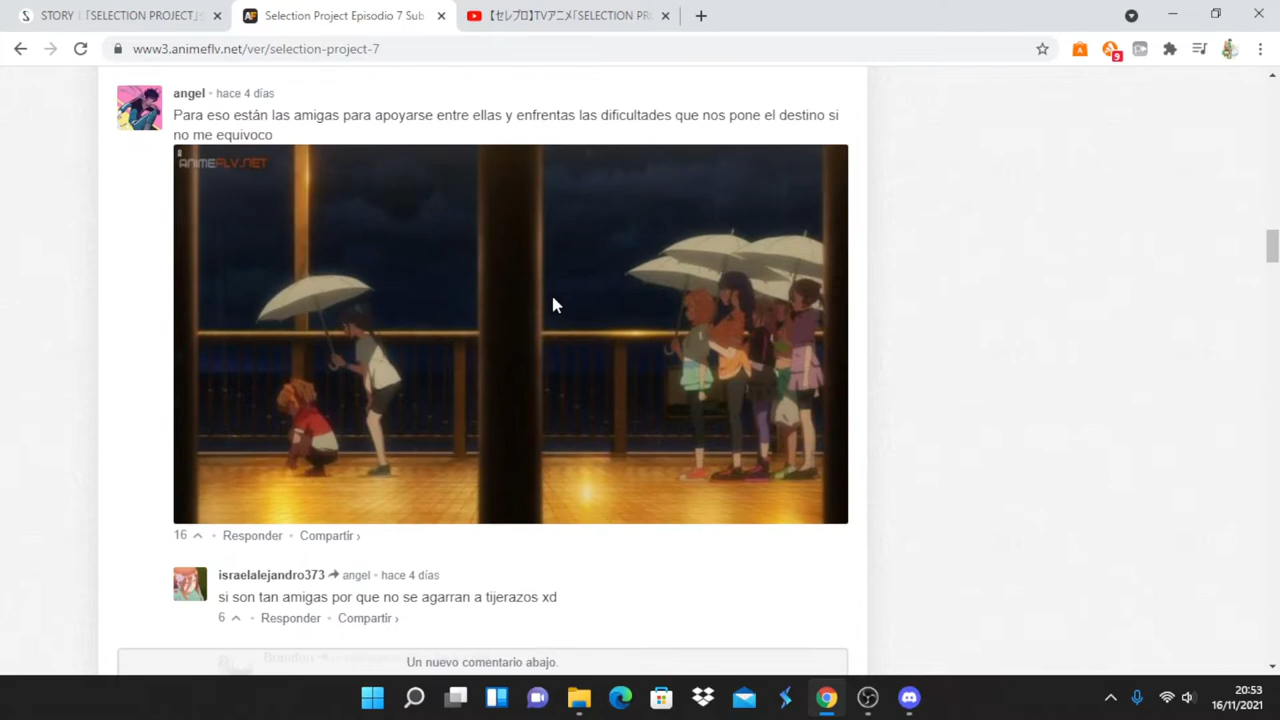 STORY | 「SELECTION PROJECT」
Selection Project Episodio 7 Sub
【セレプロ】TVアニメ「SELECTION PR
www3.animeflv.net/ver/selection-project-7
9
angel • hace 4 días
Para eso están las amigas para apoyarse entre ellas y enfrentas las dificultades que nos pone el destino si
no me equivoco
ANIMEFLV.NET
16 • Responder • Compartir ›
israelalejandro373 angel • hace 4 días
si son tan amigas por que no se agarran a tijerazos xd
6 • Responder • Compartir ›
Brandon
Un nuevo comentario abajo.
20:53
16/11/2021